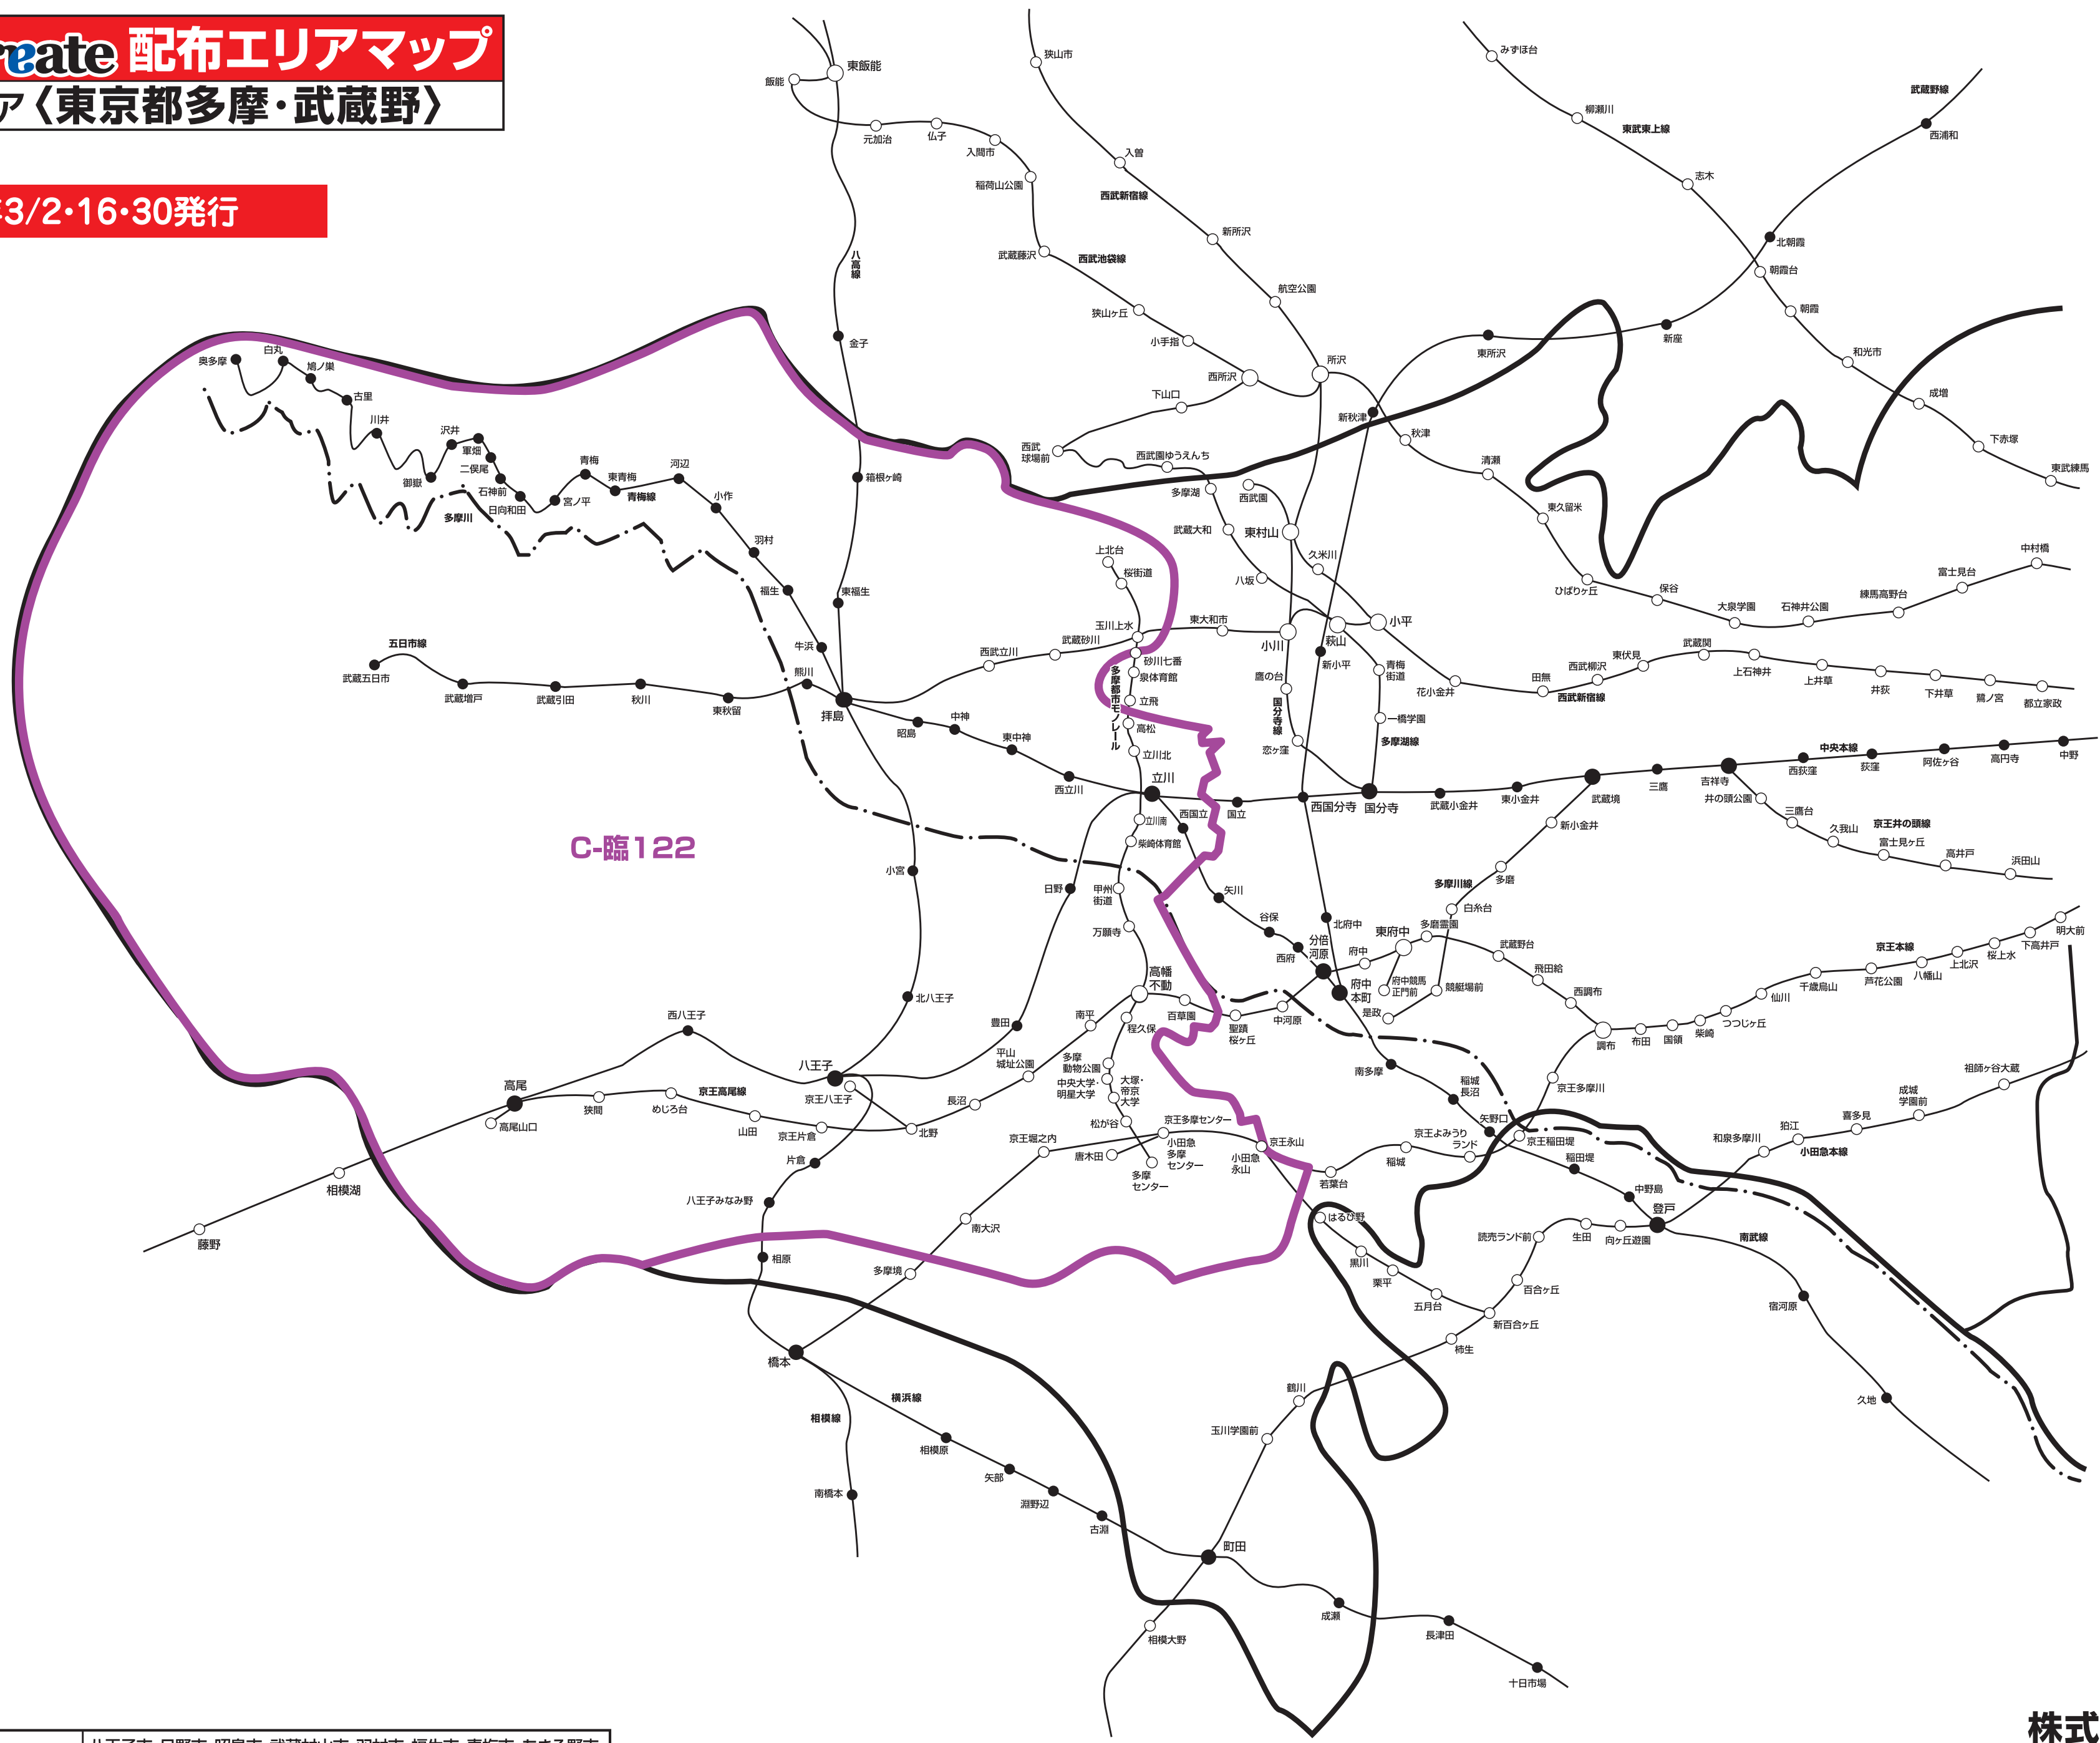 reate 配布エリアマップ
ア〈東京都多摩・武蔵野〉
3/2・16・30発行
東飯能
飯能
元加治
仏子
入間市
稲荷山公園
武蔵藤沢
西武池袋線
狭山ヶ丘
小手指
西所沢
下山口
西武
球場前
狭山市
入曽
西武新宿線
新所沢
航空公園
所沢
みずほ台
柳瀬川
東武東上線
志木
武蔵野線
西浦和
北朝霞
朝霞台
朝霞
和光市
成増
下赤塚
東武練馬
新座
東所沢
新秋津
秋津
清瀬
東久留米
ひばりヶ丘
保谷
大泉学園
石神井公園
練馬高野台
富士見台
中村橋
八高線
金子
箱根ヶ崎
東福生
奥多摩
白丸
鳩ノ巣
古里
川井
御嶽
沢井
軍畑
二俣尾
石神前
日向和田
宮ノ平
青梅
東青梅
青梅線
河辺
小作
羽村
福生
牛浜
多摩川
西武園ゆうえんち
多摩湖
西武園
武蔵大和
東村山
八坂
久米川
上北台
桜街道
玉川上水
東大和市
小川
萩山
小平
武蔵砂川
西武立川
砂川七番
泉体育館
立飛
高松
立川北
多摩都市モノレール
新小平
鷹の台
国分寺線
恋ヶ窪
青梅
街道
一橋学園
多摩湖線
花小金井
田無
西武新宿線
西武柳沢
東伏見
武蔵関
上石神井
上井草
井荻
下井草
鷺ノ宮
都立家政
五日市線
武蔵五日市
武蔵増戸
武蔵引田
秋川
東秋留
熊川
拝島
昭島
中神
東中神
西立川
立川
西国立
国立
西国分寺
国分寺
武蔵小金井
東小金井
武蔵境
三鷹
吉祥寺
西荻窪
中央本線
荻窪
阿佐ヶ谷
高円寺
中野
井の頭公園
三鷹台
久我山
京王井の頭線
富士見ヶ丘
高井戸
浜田山
C-臨122
立川南
柴崎体育館
甲州
街道
万願寺
高幡
不動
日野
小宮
北八王子
豊田
矢川
谷保
西府
分倍
河原
府中
本町
北府中
府中
東府中
多磨霊園
府中競馬
正門前
新小金井
多磨
多摩川線
白糸台
競艇場前
是政
武蔵野台
飛田給
西調布
調布
布田
国領
柴崎
つつじヶ丘
仙川
千歳烏山
芦花公園
京王本線
八幡山
上北沢
桜上水
下高井戸
明大前
西八王子
八王子
京王八王子
高尾
高尾山口
狭間
めじろ台
京王高尾線
山田
京王片倉
北野
長沼
平山
城址公園
南平
百草園
聖蹟
桜ヶ丘
中河原
程久保
多摩
動物公園
中央大学・
明星大学
大塚・
帝京
大学
松が谷
多摩
センター
京王多摩センター
小田急
多摩
センター
唐木田
京王堀之内
南大沢
多摩境
京王永山
小田急
永山
若葉台
稲城
京王よみうり
ランド
京王稲田堤
京王多摩川
南多摩
稲城
長沼
矢野口
稲田堤
中野島
登戸
南武線
宿河原
久地
和泉多摩川
狛江
小田急本線
喜多見
成城
学園前
祖師ヶ谷大蔵
向ヶ丘遊園
生田
読売ランド前
百合ヶ丘
新百合ヶ丘
はるひ野
黒川
栗平
五月台
柿生
鶴川
玉川学園前
町田
相模大野
相模湖
藤野
片倉
八王子みなみ野
相原
橋本
横浜線
相模線
南橋本
相模原
矢部
淵野辺
古淵
成瀬
長津田
十日市場
株式